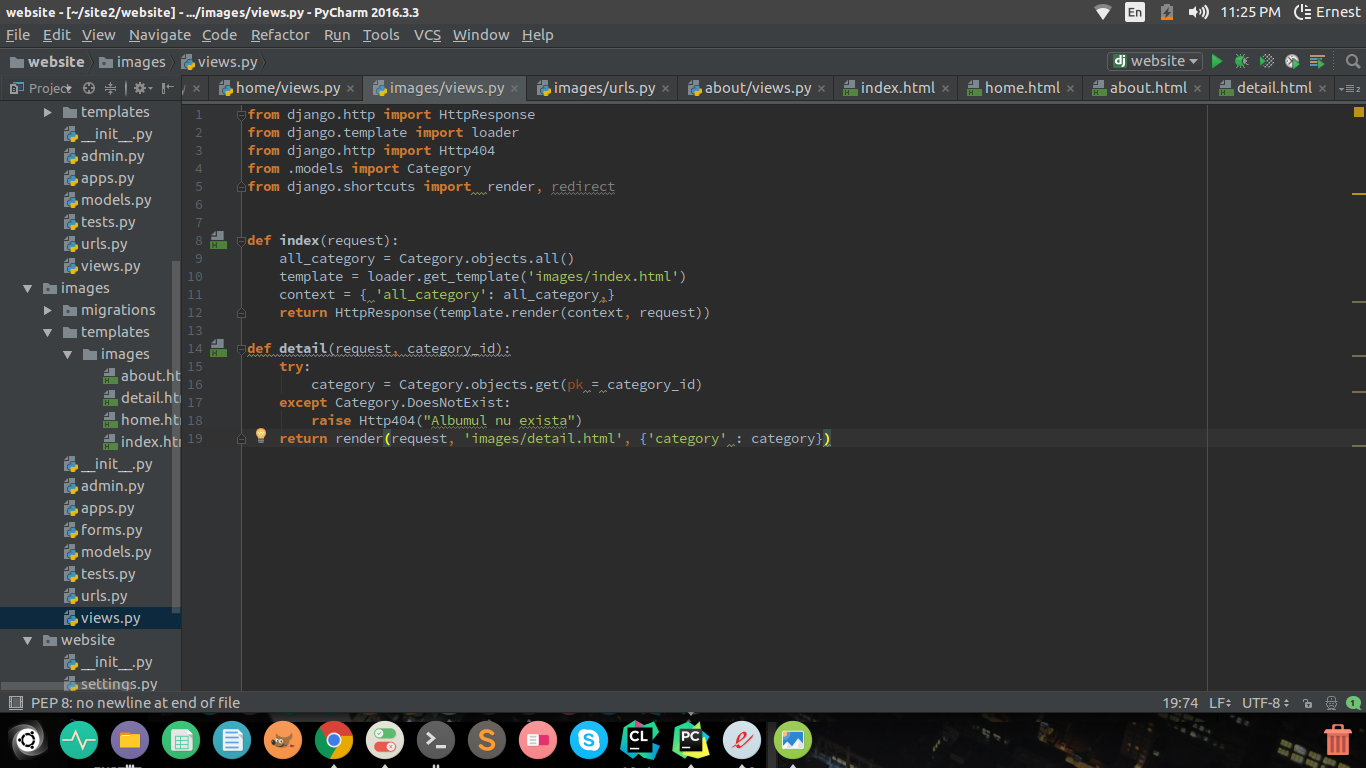 website - [~/site2/website] - .../images/views.py - PyCharm 2016.3.3
En 11:25 PM Ernest
File Edit View Navigate Code Refactor Run Tools VCS Window Help
website images views.py
dj website
Project home/views.py images/views.py images/urls.py about/views.py index.html home.html about.html detail.html
templates
__init__.py
admin.py
apps.py
models.py
tests.py
urls.py
views.py
images
migrations
templates
images
about.ht
detail.htm
home.htm
index.htm
__init__.py
admin.py
apps.py
forms.py
models.py
tests.py
urls.py
views.py
website
__init__.py
settings.py
1 from django.http import HttpResponse
2 from django.template import loader
3 from django.http import Http404
4 from .models import Category
5 from django.shortcuts import  render, redirect
6
7
8 def index(request):
9 all_category = Category.objects.all()
10 template = loader.get_template('images/index.html')
11 context = { 'all_category': all_category,}
12 return HttpResponse(template.render(context, request))
13
14 def detail(request, category_id):
15 try:
16 category = Category.objects.get(pk = category_id)
17 except Category.DoesNotExist:
18 raise Http404("Albumul nu exista")
19 return render(request, 'images/detail.html', {'category' : category})
PEP 8: no newline at end of file 19:74 LF UTF-8 1
S CL PC